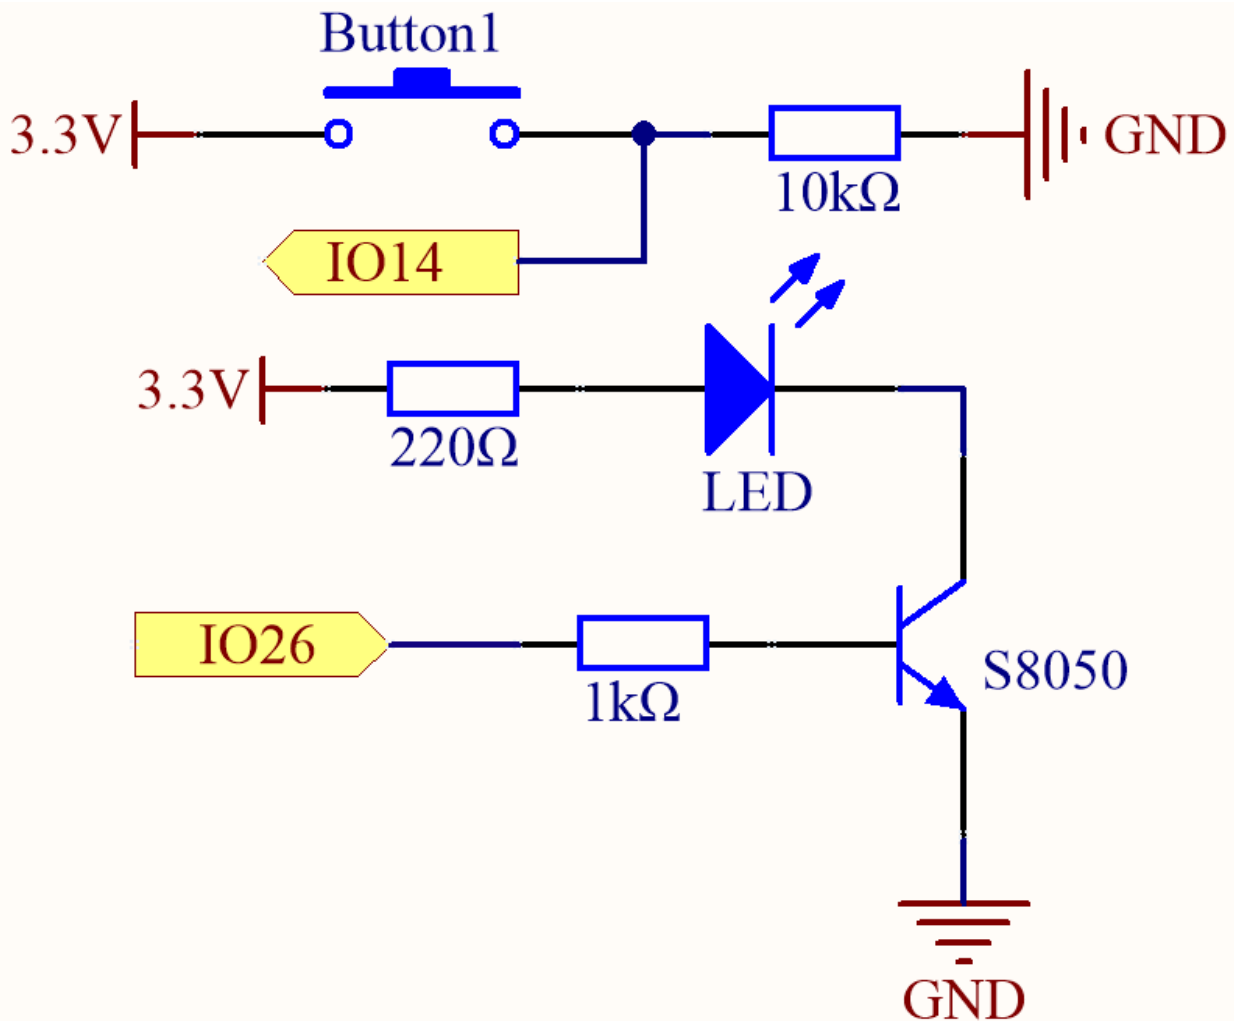 Button1
3.3V
GND
10kΩ
IO14
3.3V
220Ω
LED
IO26
S8050
1kΩ
GND